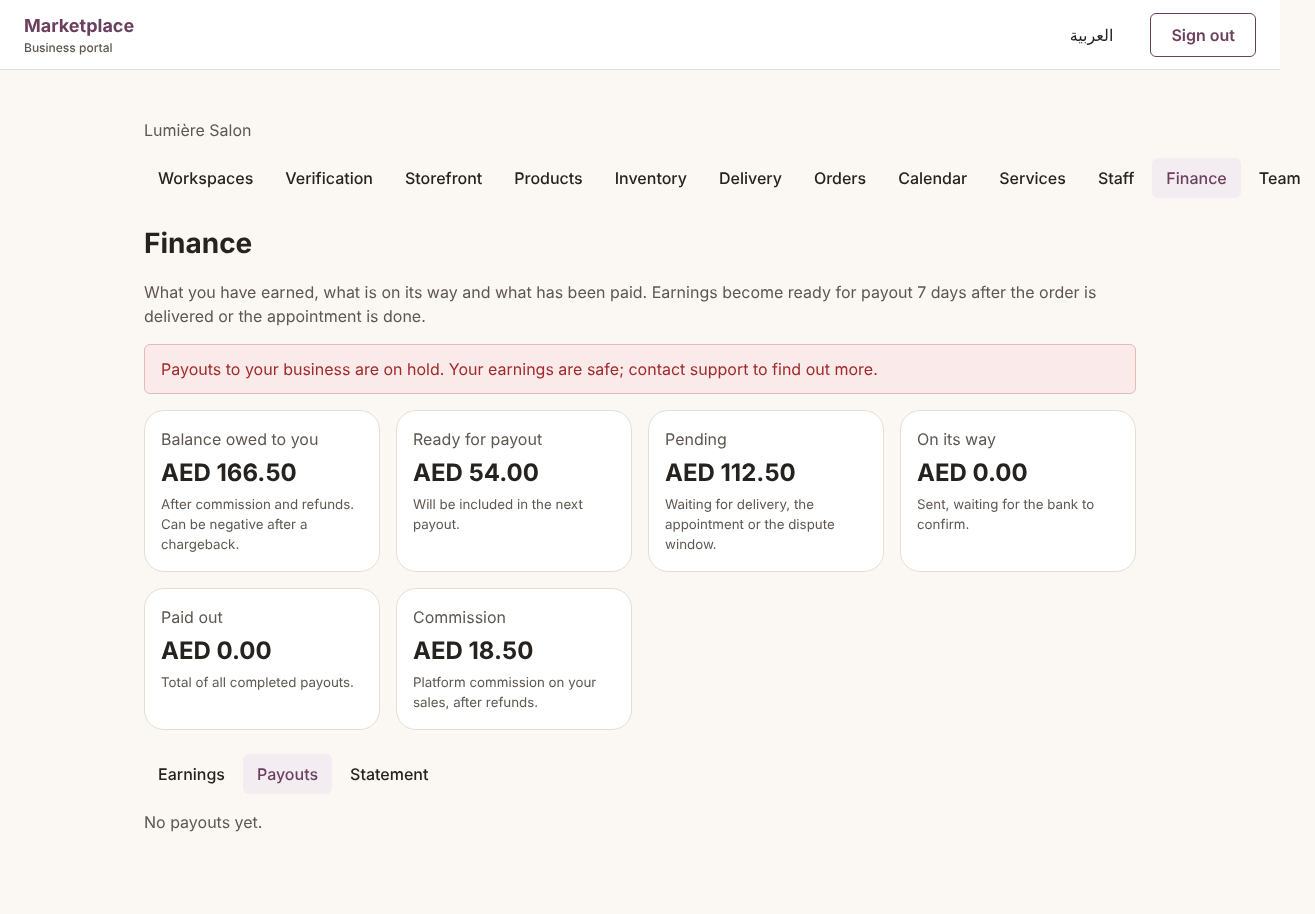 Marketplace
Business portal
العربية
Sign out
Lumière Salon
Workspaces Verification Storefront Products Inventory Delivery Orders Calendar Services Staff Finance Team
Finance
What you have earned, what is on its way and what has been paid. Earnings become ready for payout 7 days after the order is
delivered or the appointment is done.
Payouts to your business are on hold. Your earnings are safe; contact support to find out more.
Balance owed to you
AED 166.50
After commission and refunds.
Can be negative after a
chargeback.
Ready for payout
AED 54.00
Will be included in the next
payout.
Pending
AED 112.50
Waiting for delivery, the
appointment or the dispute
window.
On its way
AED 0.00
Sent, waiting for the bank to
confirm.
Paid out
AED 0.00
Total of all completed payouts.
Commission
AED 18.50
Platform commission on your
sales, after refunds.
Earnings Payouts Statement
No payouts yet.